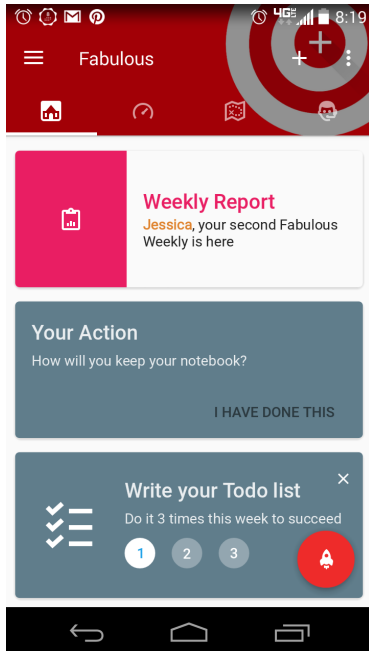 4G LTE 8:19
Fabulous
Weekly Report
Jessica, your second Fabulous
Weekly is here
Your Action
How will you keep your notebook?
I HAVE DONE THIS
Write your Todo list
Do it 3 times this week to succeed
1 2 3